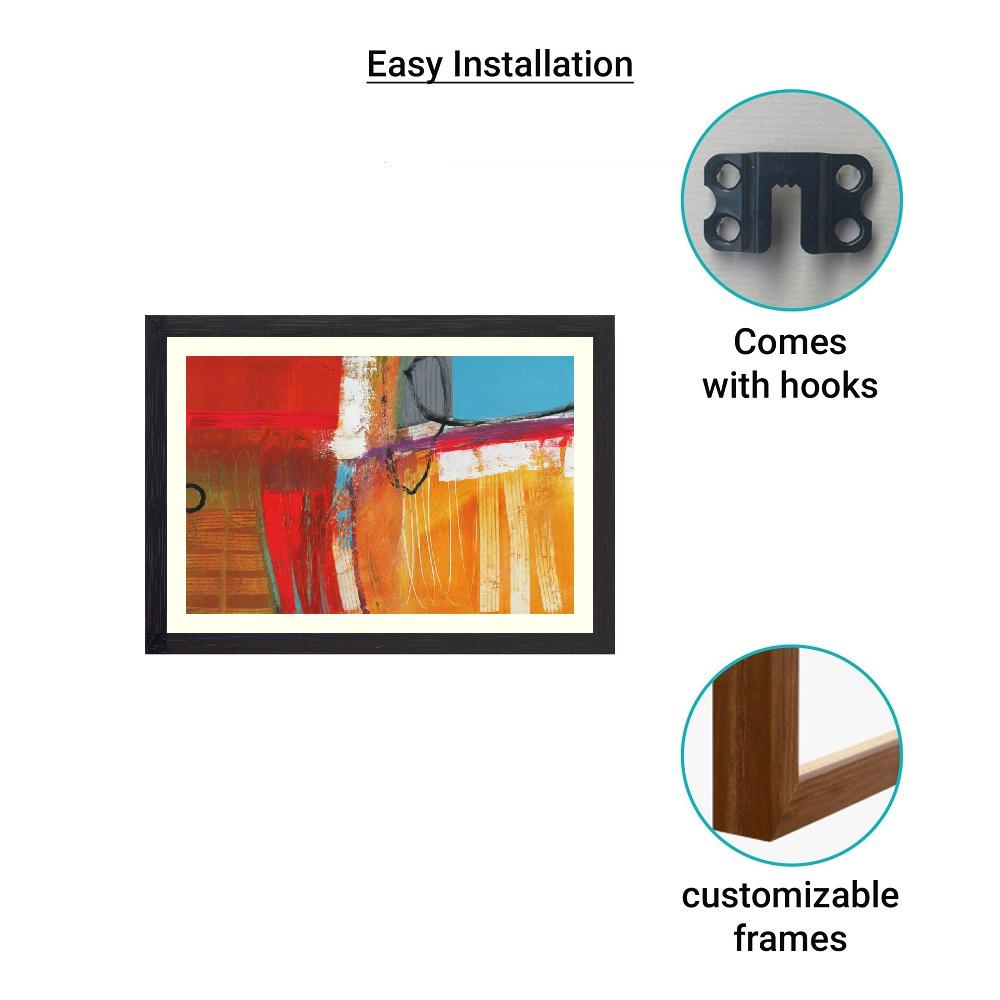 Easy Installation
Comes
with hooks
customizable
frames